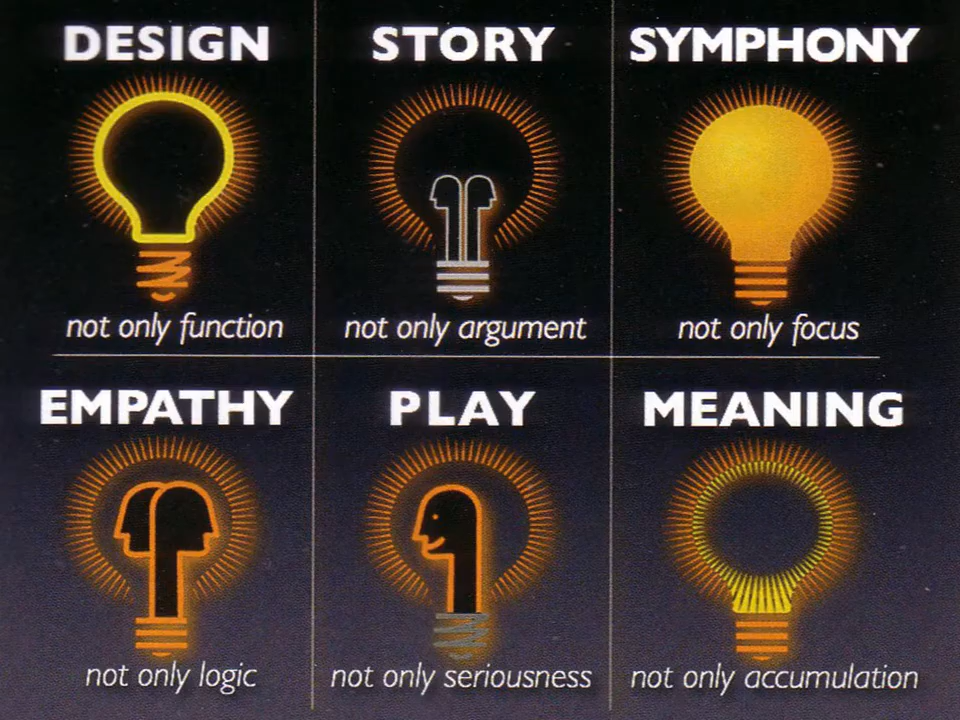 DESIGN
not only function
STORY
not only argument
SYMPHONY
not only focus
EMPATHY
not only logic
PLAY
not only seriousness
MEANING
not only accumulation